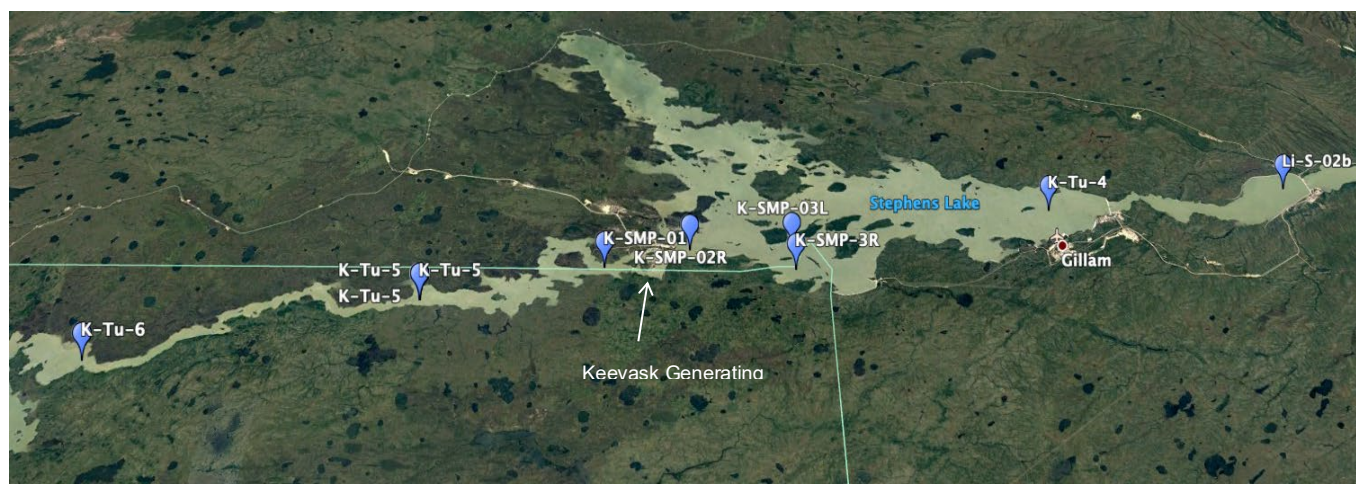 Li-S-02b
K-Tu-4
Stephens Lake
K-SMP-03L
K-SMP-01
K-SMP-3R
K-SMP-02R
Gillam
K-Tu-5
K-Tu-5
K-Tu-5
K-Tu-6
Keevask Generating